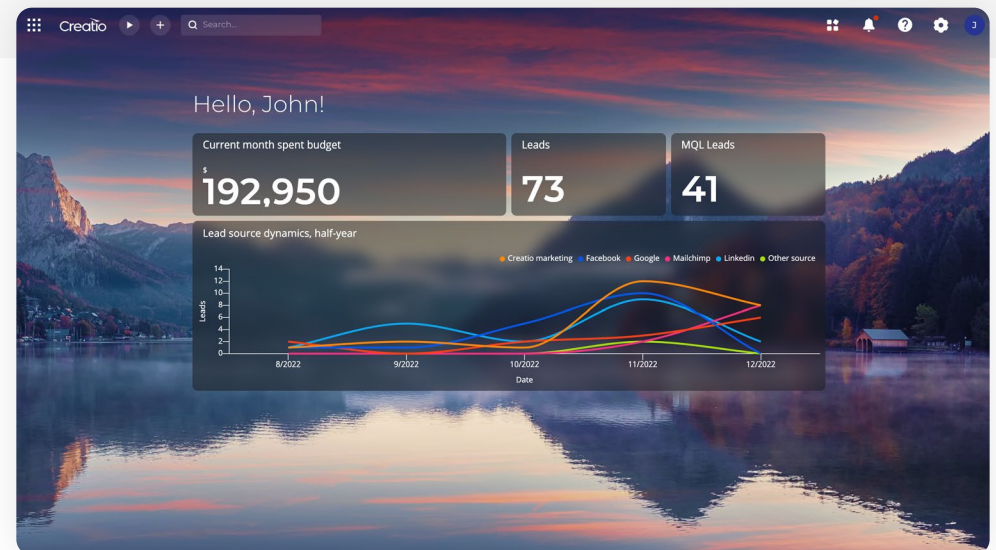 Creatio
Search...
J
Hello, John!
Current month spent budget
$
192,950
Leads
73
MQL Leads
41
Lead source dynamics, half-year
Creatio marketing Facebook Google Mailchimp Linkedin Other source
14
12
10
8
6
4
2
0
Leads
8/2022 9/2022 10/2022 11/2022 12/2022
Date